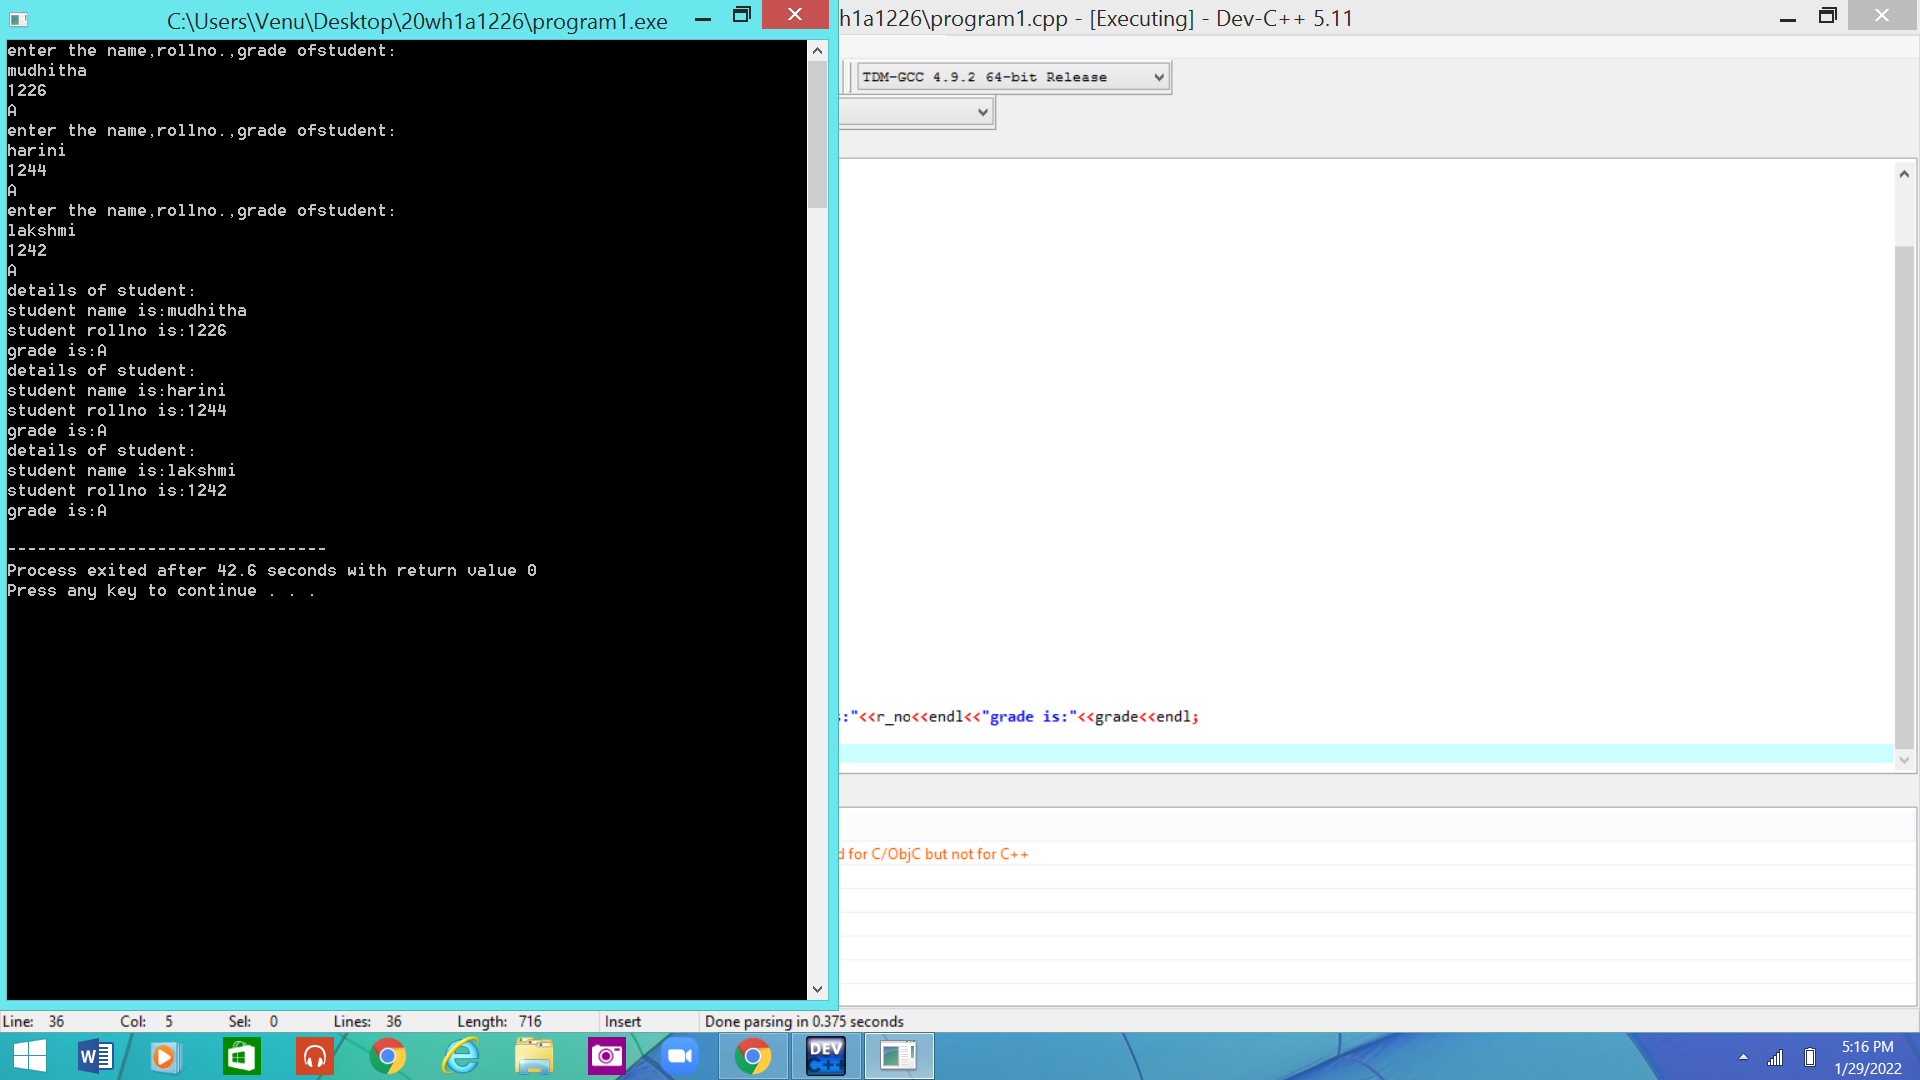 C:\Users\Venu\Desktop\20wh1a1226\program1.exe
h1a1226\program1.cpp - [Executing] - Dev-C++ 5.11
TDM-GCC 4.9.2 64-bit Release
enter the name,rollno.,grade ofstudent:
mudhitha
1226
A
enter the name,rollno.,grade ofstudent:
harini
1244
A
enter the name,rollno.,grade ofstudent:
lakshmi
1242
A
details of student:
student name is:mudhitha
student rollno is:1226
grade is:A
details of student:
student name is:harini
student rollno is:1244
grade is:A
details of student:
student name is:lakshmi
student rollno is:1242
grade is:A
--------------------------------
Process exited after 42.6 seconds with return value 0
Press any key to continue . . .
:"<<r_no<<endl<<"grade is:"<<grade<<endl;
d for C/ObjC but not for C++
Line: 36 Col: 5 Sel: 0 Lines: 36 Length: 716 Insert Done parsing in 0.375 seconds
DEV
C++
5:16 PM
1/29/2022